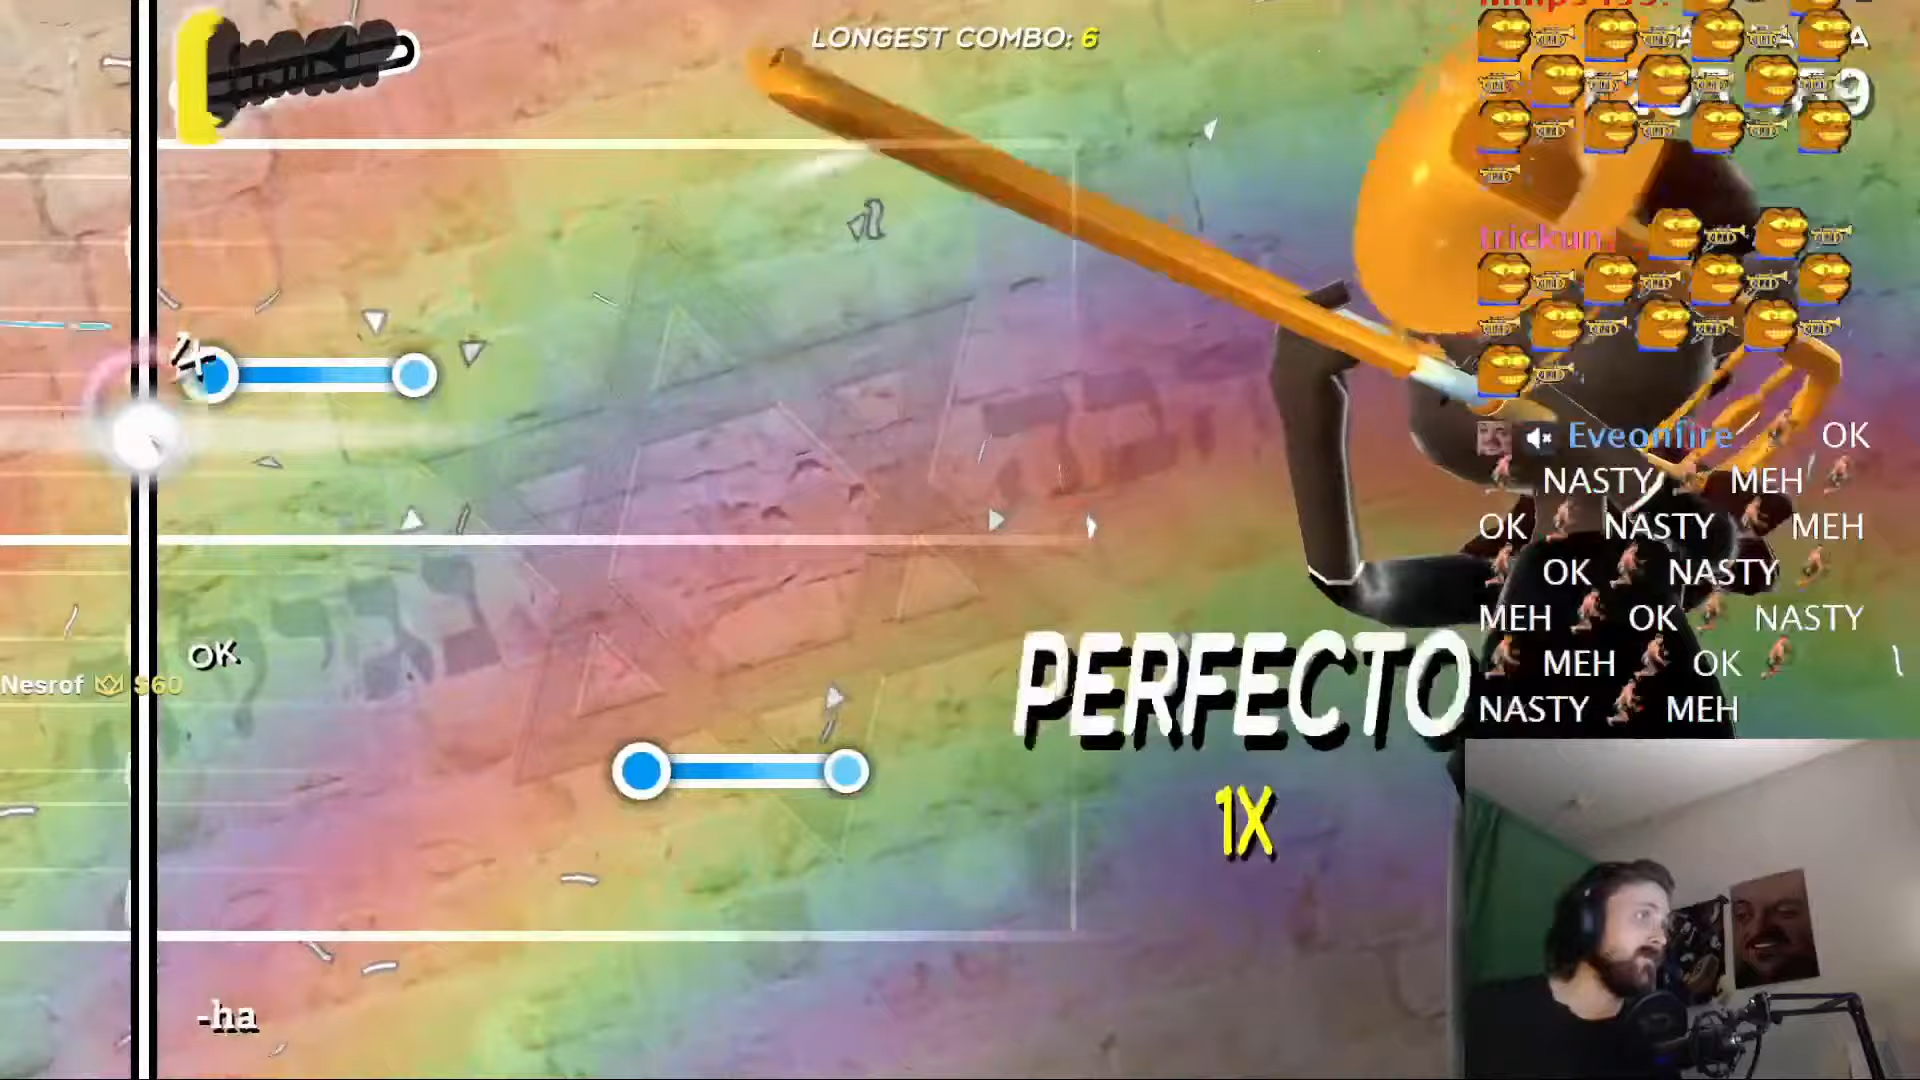 LONGEST COMBO: 6
trickun
Eveonfire OK
NASTY MEH
OK NASTY MEH
OK NASTY
MEH OK NASTY
MEH OK
NASTY MEH
OK
Nesrof $60
PERFECTO
1X
-ha